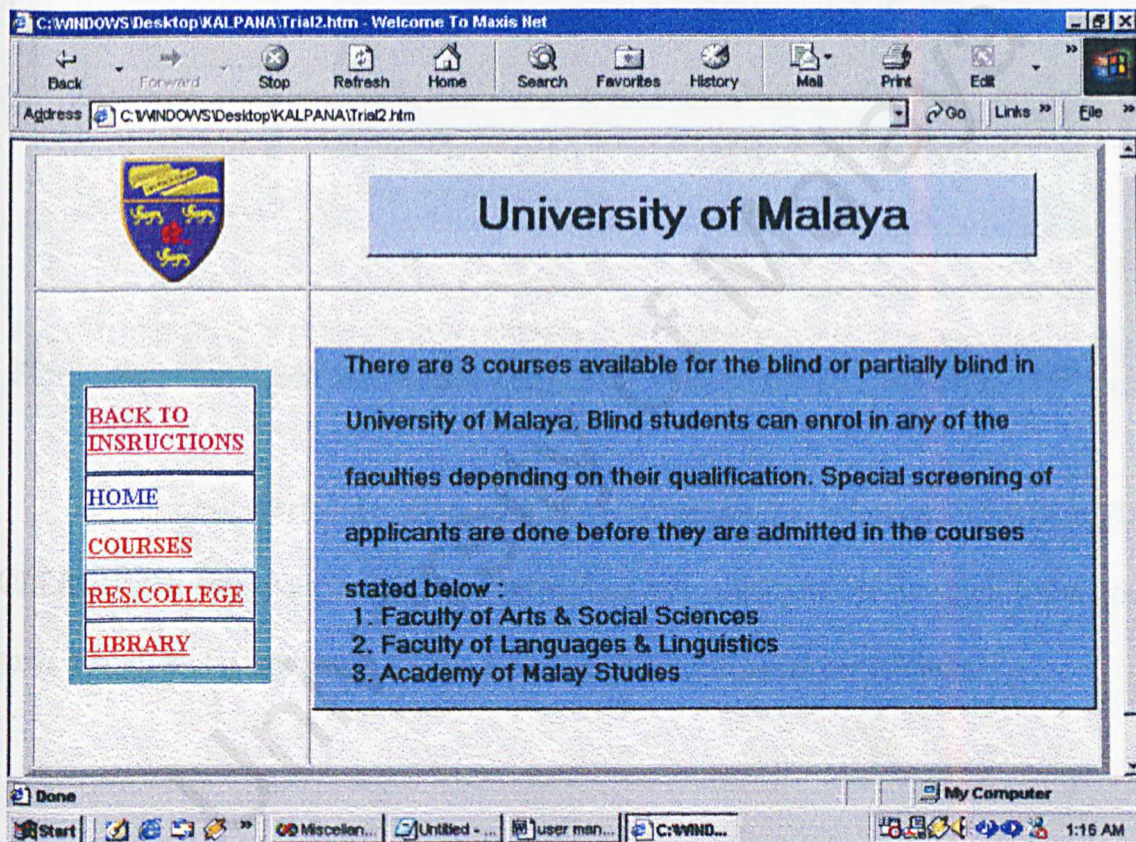 C:\WINDOWS\Desktop\KALPANA\Trial2.htm - Welcome To Maxis Net
Back Forward Stop Refresh Home Search Favorites History Mail Print Edit »
Address C:\WINDOWS\Desktop\KALPANA\Trial2.htm Go Links » File »
University of Malaya
BACK TO
INSRUCTIONS
HOME
COURSES
RES.COLLEGE
LIBRARY
There are 3 courses available for the blind or partially blind in
University of Malaya. Blind students can enrol in any of the
faculties depending on their qualification. Special screening of
applicants are done before they are admitted in the courses
stated below :
1. Faculty of Arts & Social Sciences
2. Faculty of Languages & Linguistics
3. Academy of Malay Studies
Done My Computer
Start » Miscellan... Untitled - ... user man... C:\WIND... 1:16 AM
University of Malaya